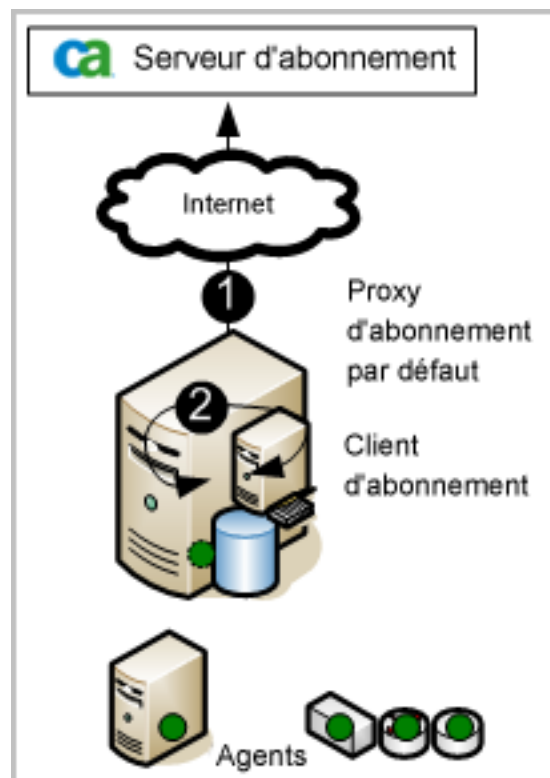 ca Serveur d'abonnement
Internet
1
Proxy
d'abonnement
par défaut
2
Client
d'abonnement
Agents